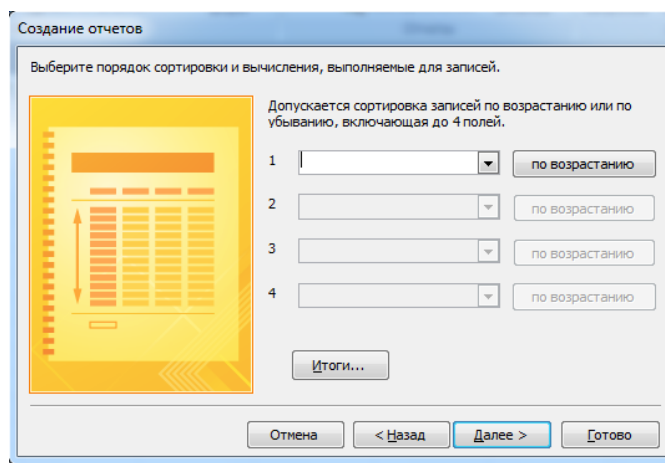 Создание отчетов
Выберите порядок сортировки и вычисления, выполняемые для записей.
Допускается сортировка записей по возрастанию или по
убыванию, включающая до 4 полей.
1 по возрастанию
2 по возрастанию
3 по возрастанию
4 по возрастанию
Итоги...
Отмена < Назад Далее > Готово